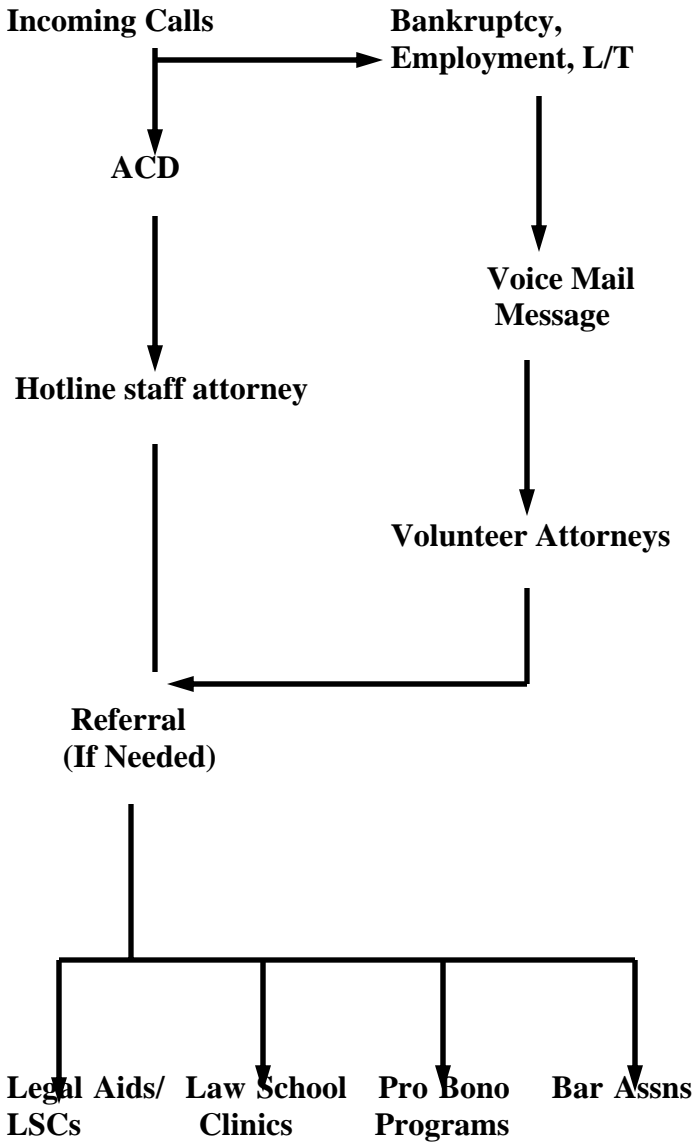 Incoming Calls
Bankruptcy,
Employment, L/T
ACD
Voice Mail
Message
Hotline staff attorney
Volunteer Attorneys
Referral
(If Needed)
Legal Aids/
LSCs
Law School
Clinics
Pro Bono
Programs
Bar Assns